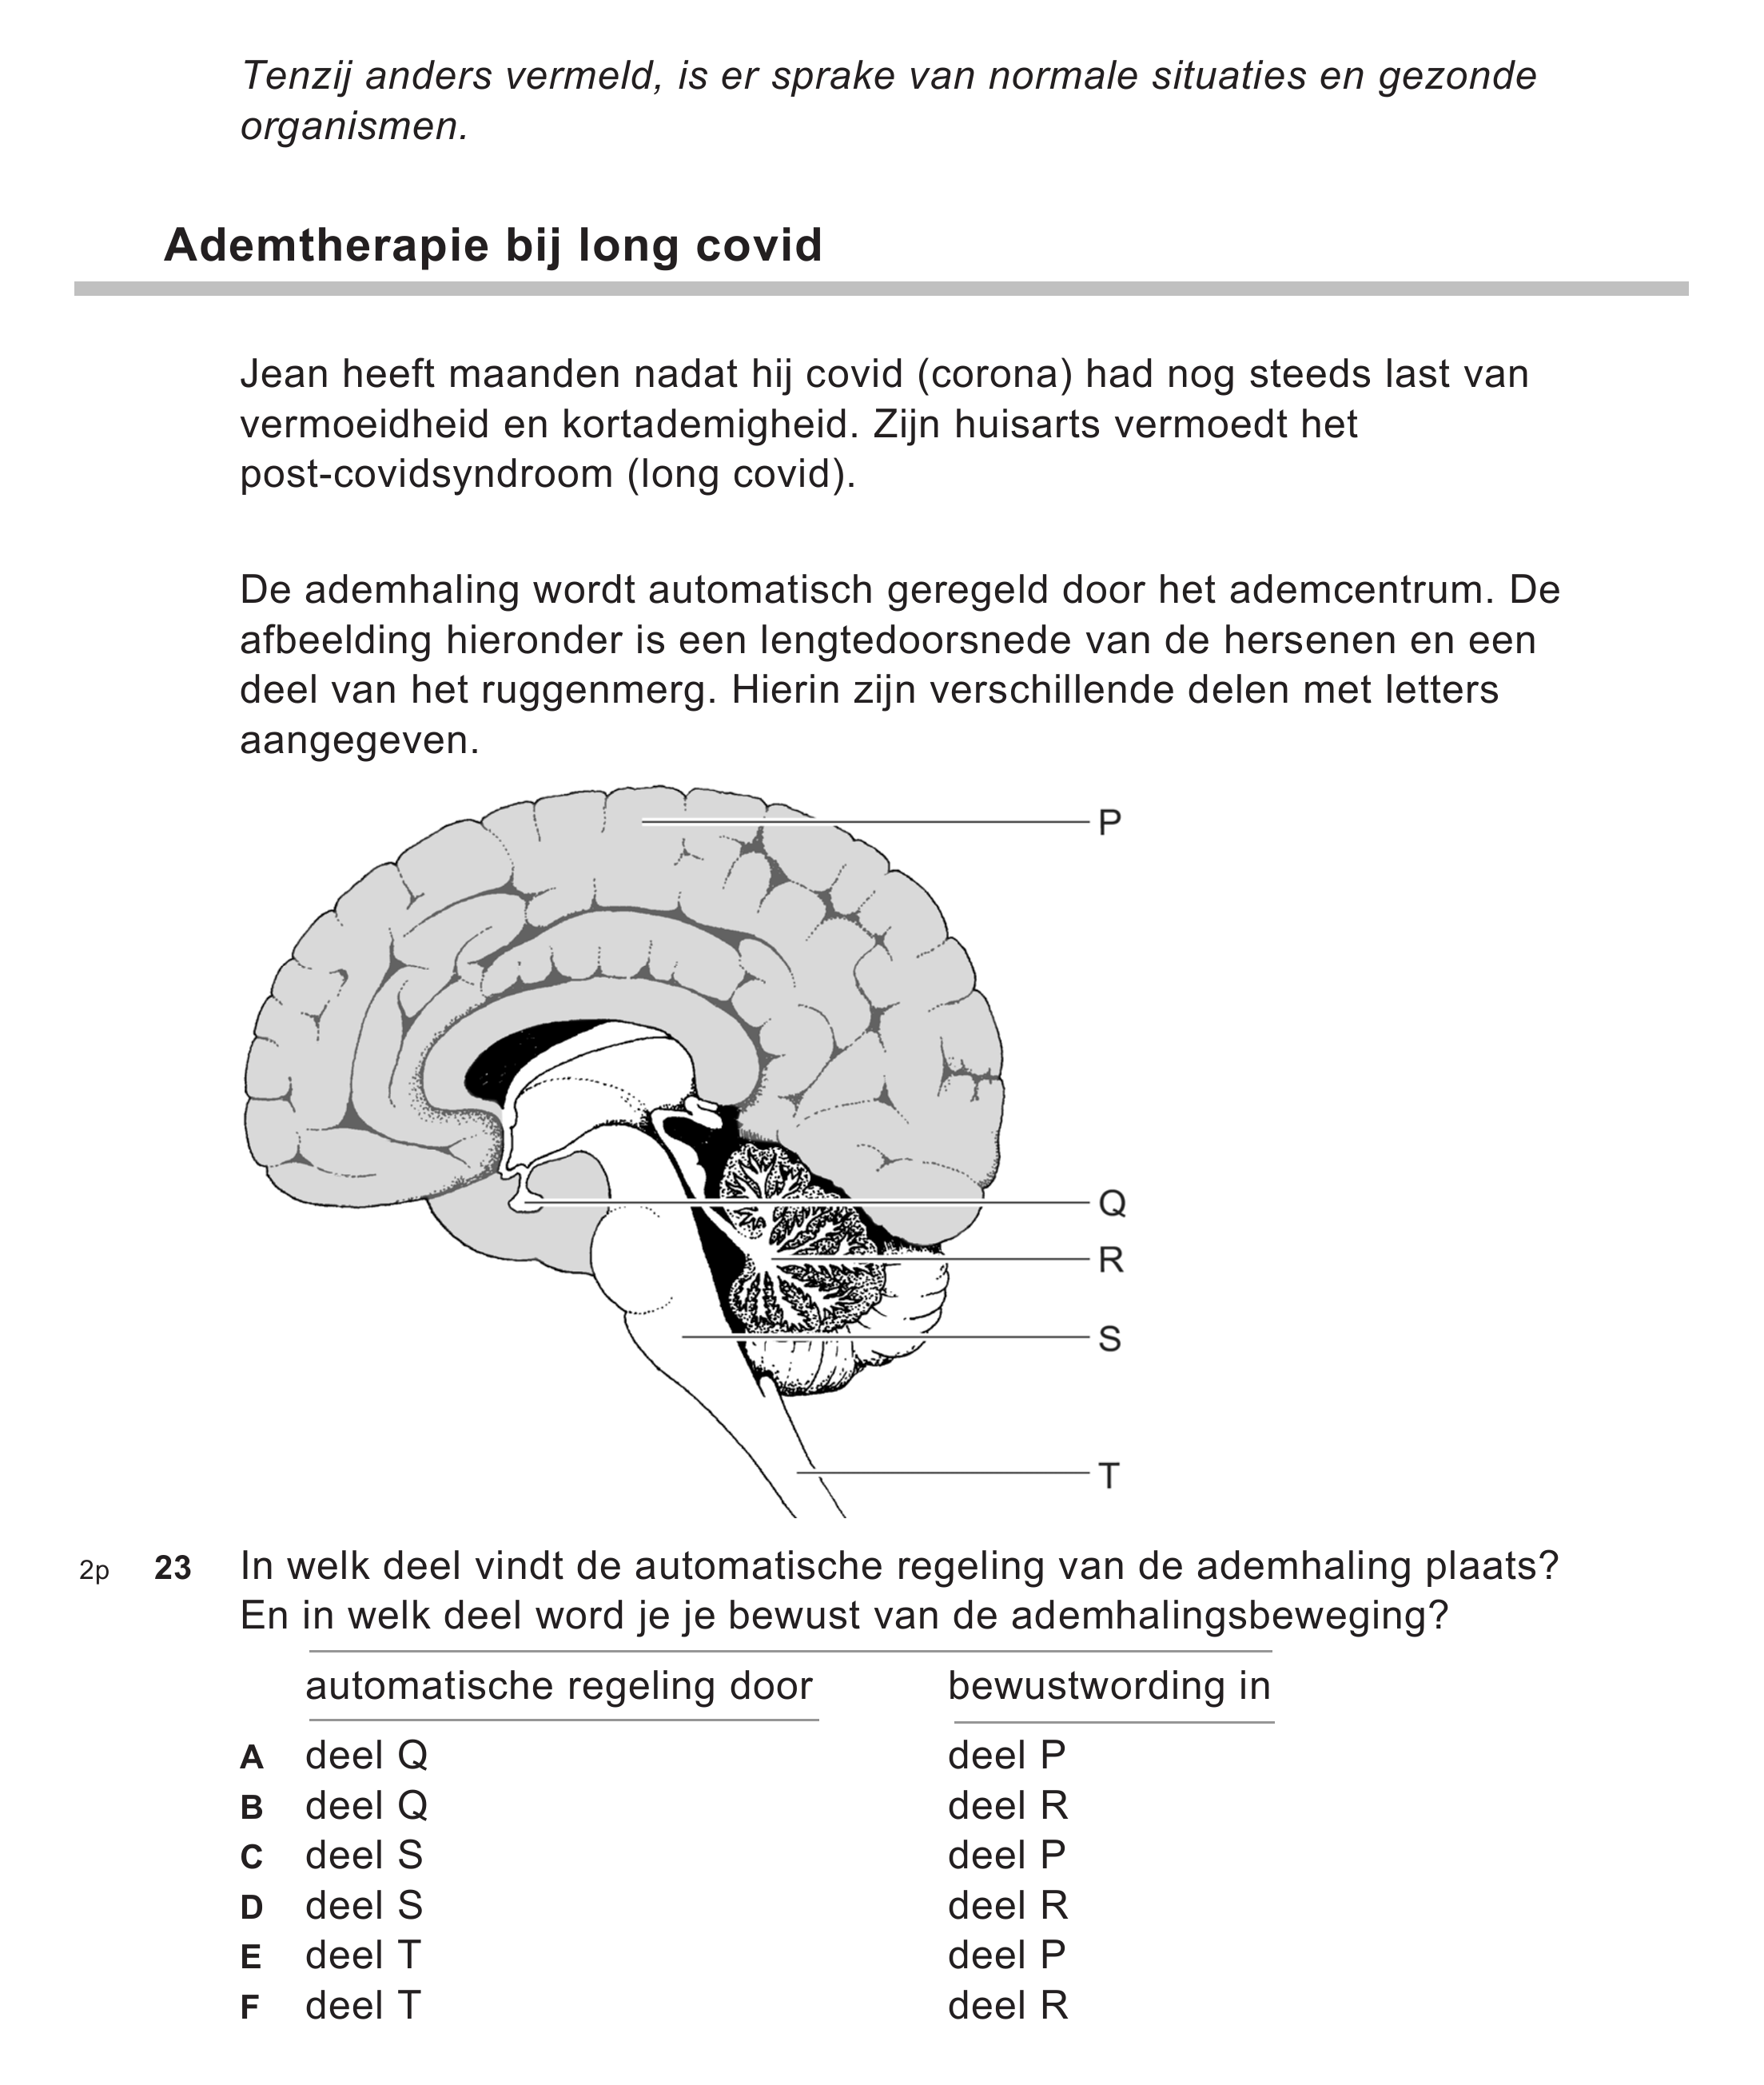 Tenzij anders vermeld, is er sprake van normale situaties en gezonde
organismen.
Ademtherapie bij long covid
Jean heeft maanden nadat hij covid (corona) had nog steeds last van
vermoeidheid en kortademigheid. Zijn huisarts vermoedt het
post-covidsyndroom (long covid).
De ademhaling wordt automatisch geregeld door het ademcentrum. De
afbeelding hieronder is een lengtedoorsnede van de hersenen en een
deel van het ruggenmerg. Hierin zijn verschillende delen met letters
aangegeven.
P
Q
R
S
T
2p 23 In welk deel vindt de automatische regeling van de ademhaling plaats?
En in welk deel word je je bewust van de ademhalingsbeweging?
automatische regeling door bewustwording in
A deel Q deel P
B deel Q deel R
C deel S deel P
D deel S deel R
E deel T deel P
F deel T deel R